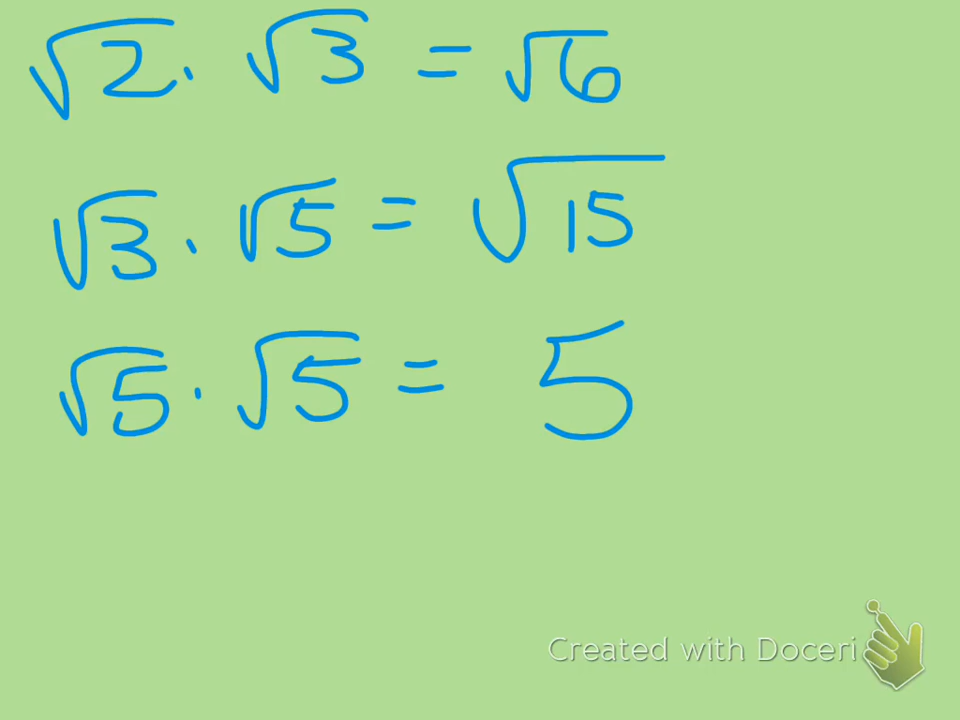 √2 · √3 = √6
√3 · √5 = √15
√5 · √5 = 5
Created with Doceri